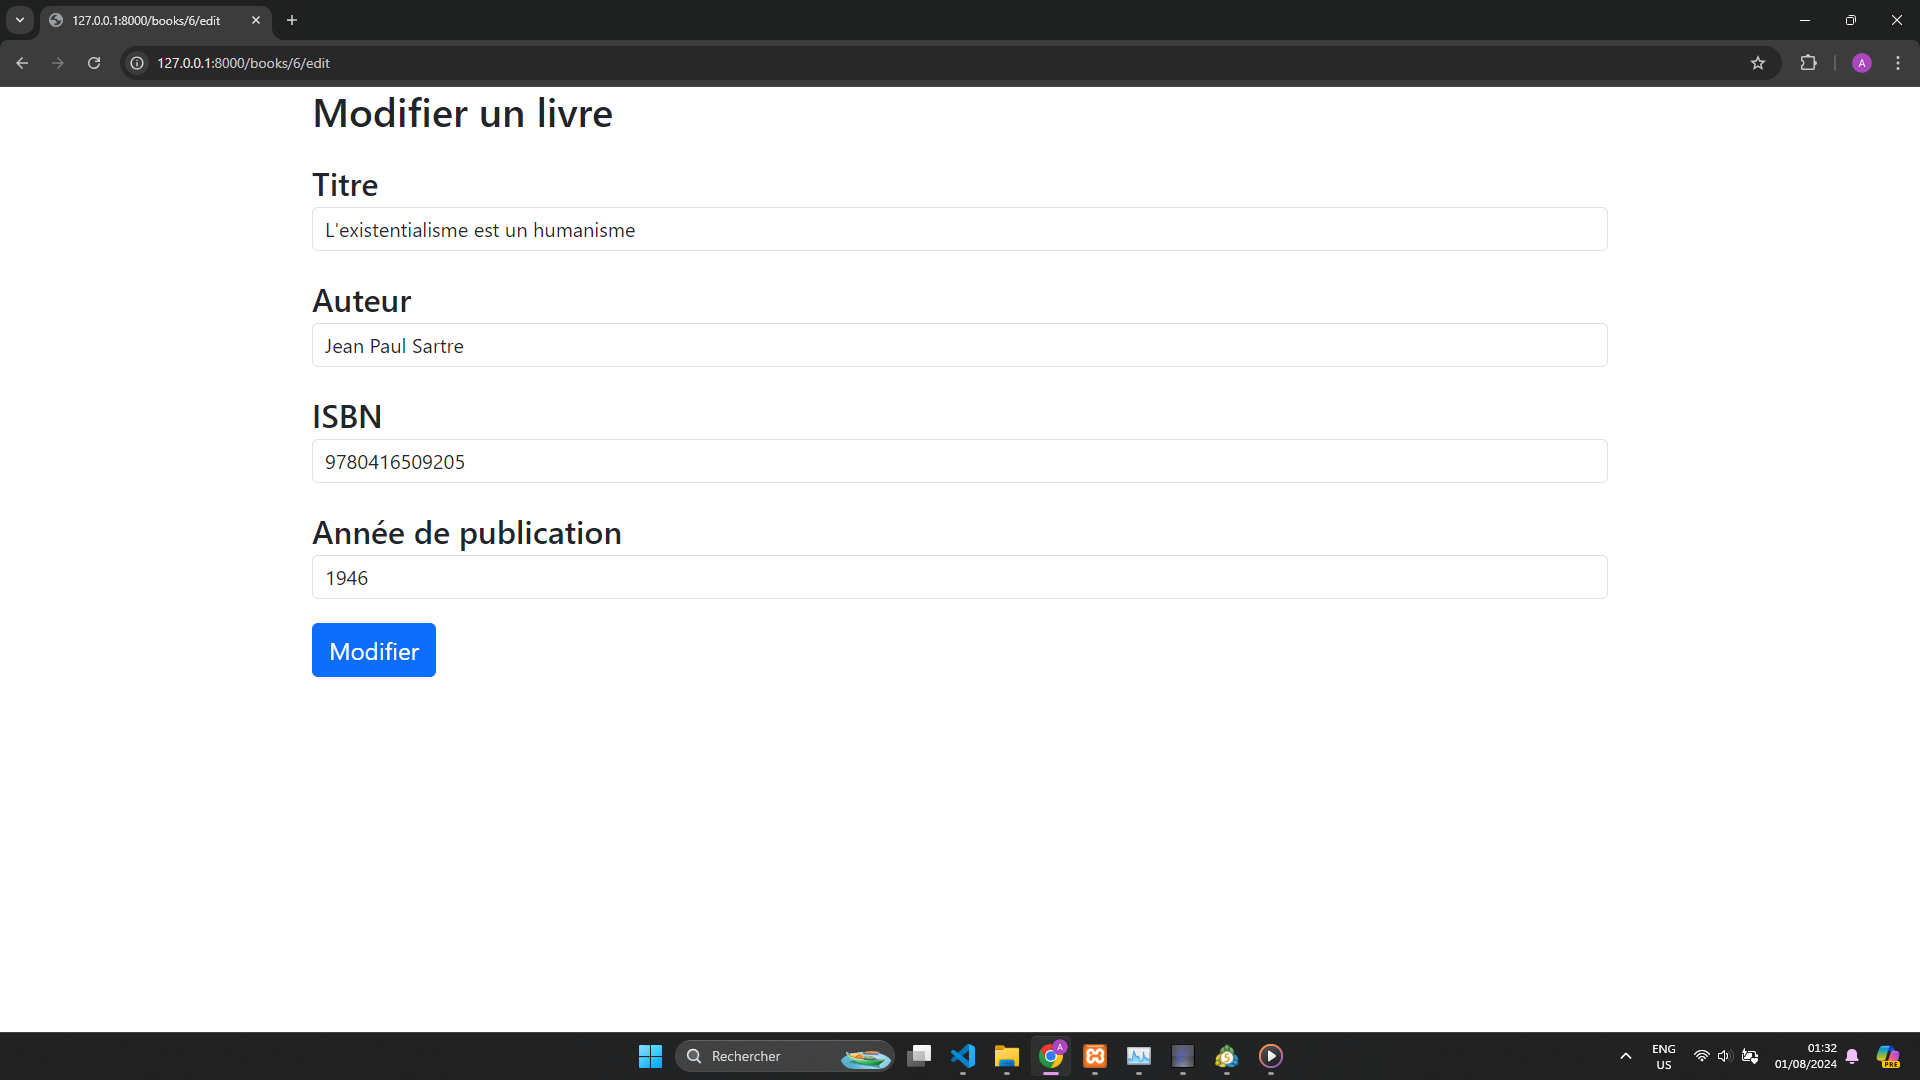 127.0.0.1:8000/books/6/edit
127.0.0.1:8000/books/6/edit
A
Modifier un livre
Titre
L'existentialisme est un humanisme
Auteur
Jean Paul Sartre
ISBN
9780416509205
Année de publication
1946
Modifier
Rechercher
A
ENG
US
01:32
01/08/2024
PRE